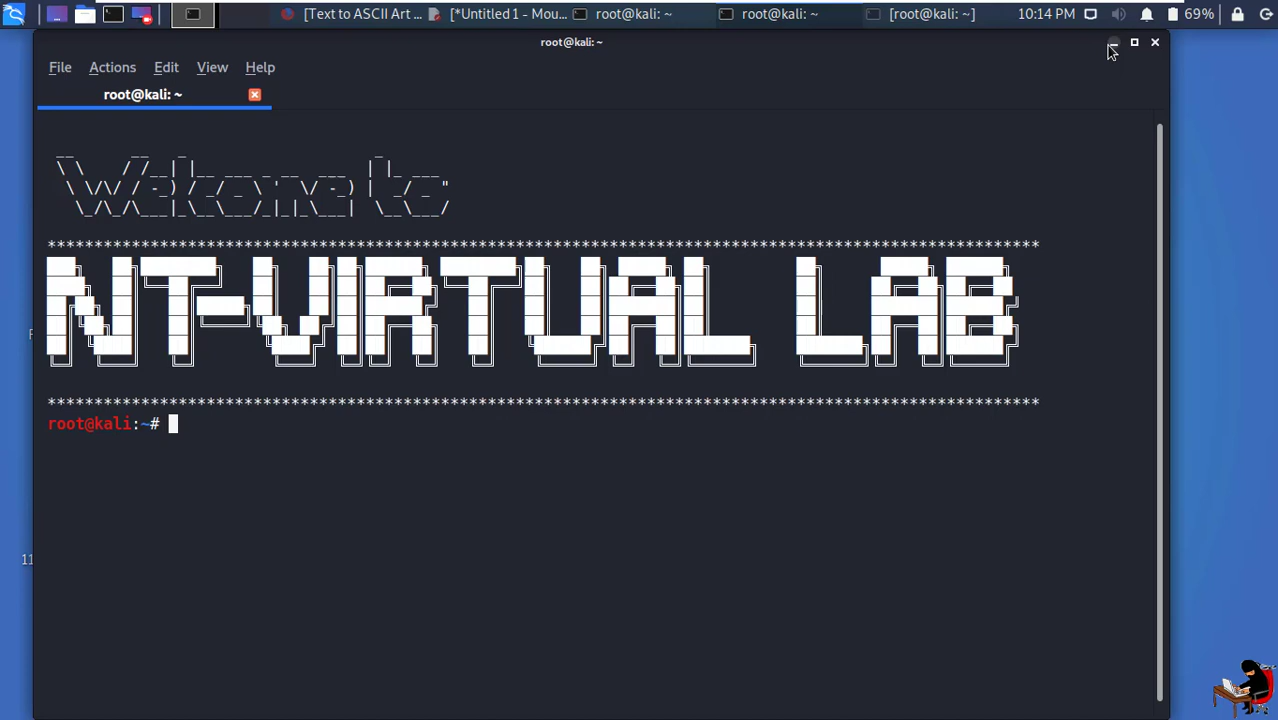 [Text to ASCII Art ... [*Untitled 1 - Mou... root@kali: ~ root@kali: ~ [root@kali: ~] 10:14 PM 69%
root@kali: ~
File Actions Edit View Help
root@kali: ~
Welcome to
****************************************************************************************************
NT-VIRTUAL LAB
****************************************************************************************************
root@kali:~#
11